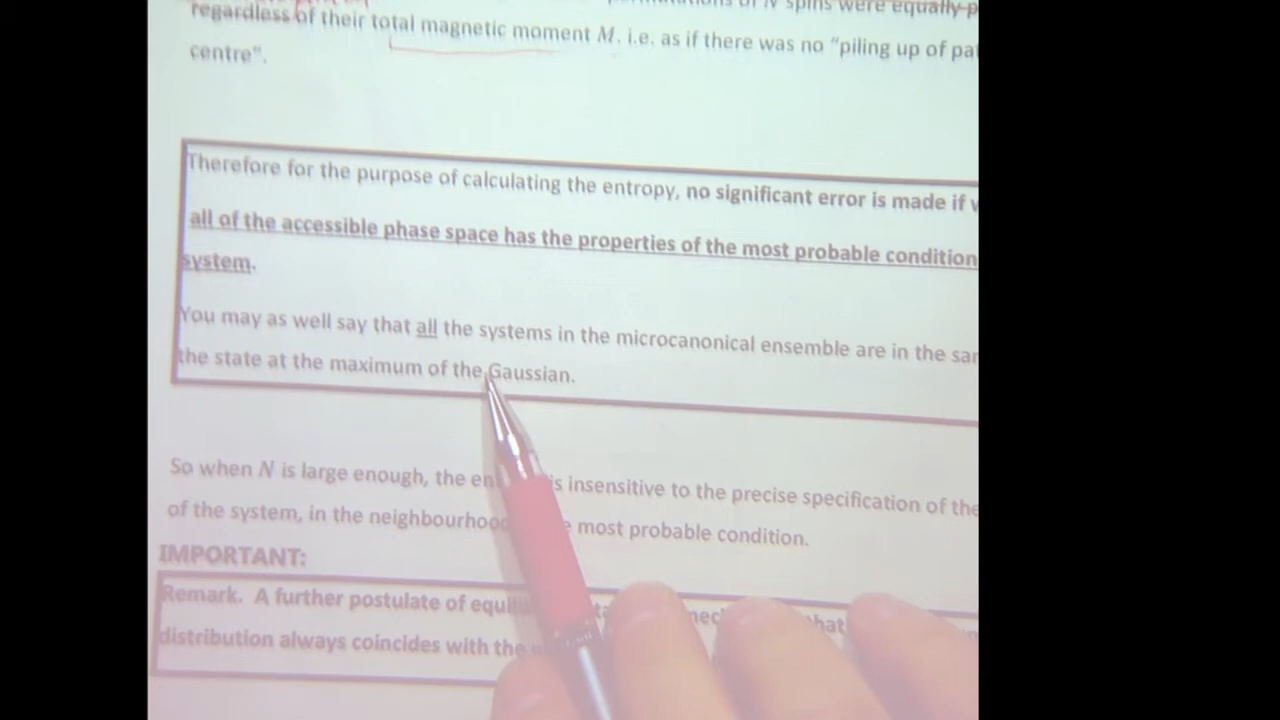 of N spins were equally
regardless of their total magnetic moment M. i.e. as if there was no "piling up of
centre".
Therefore for the purpose of calculating the entropy, no significant error is made if
all of the accessible phase space has the properties of the most probable condition
system.
You may as well say that all the systems in the microcanonical ensemble are in the
the state at the maximum of the Gaussian.
So when N is large enough, the is insensitive to the precise specification of the
of the system, in the most probable condition.
IMPORTANT:
Remark. A further postulate of
distribution always coincides with the